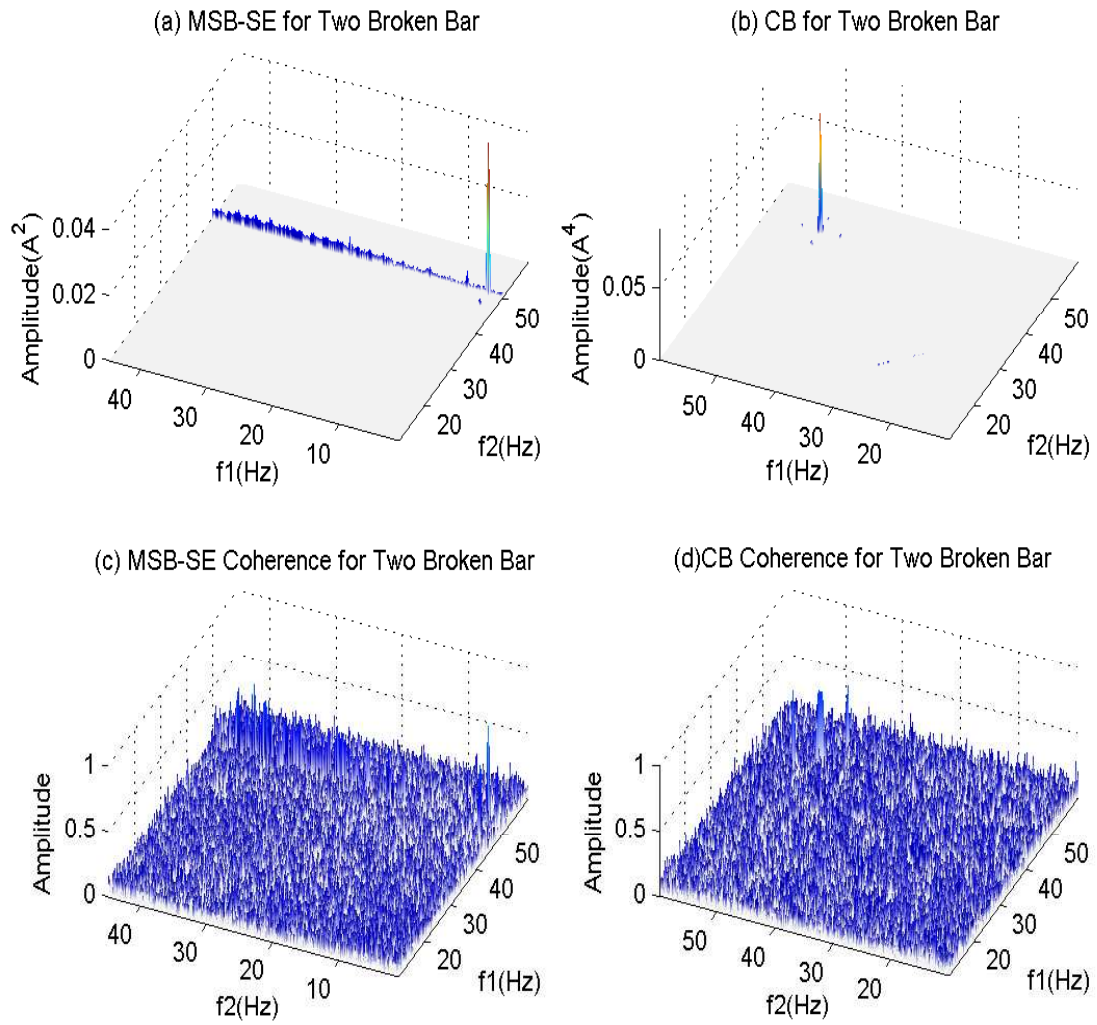 (a) MSB-SE for Two Broken Bar
Amplitude(A^2)
0.04
0.02
0
40
30
20
10
f1(Hz)
50
40
30
20
f2(Hz)
(b) CB for Two Broken Bar
Amplitude(A^4)
0.05
0
50
40
30
20
f1(Hz)
50
40
30
20
f2(Hz)
(c) MSB-SE Coherence for Two Broken Bar
Amplitude
1
0.5
0
40
30
20
10
f2(Hz)
50
40
30
20
f1(Hz)
(d)CB Coherence for Two Broken Bar
Amplitude
1
0.5
0
50
40
30
20
f2(Hz)
50
40
30
20
f1(Hz)